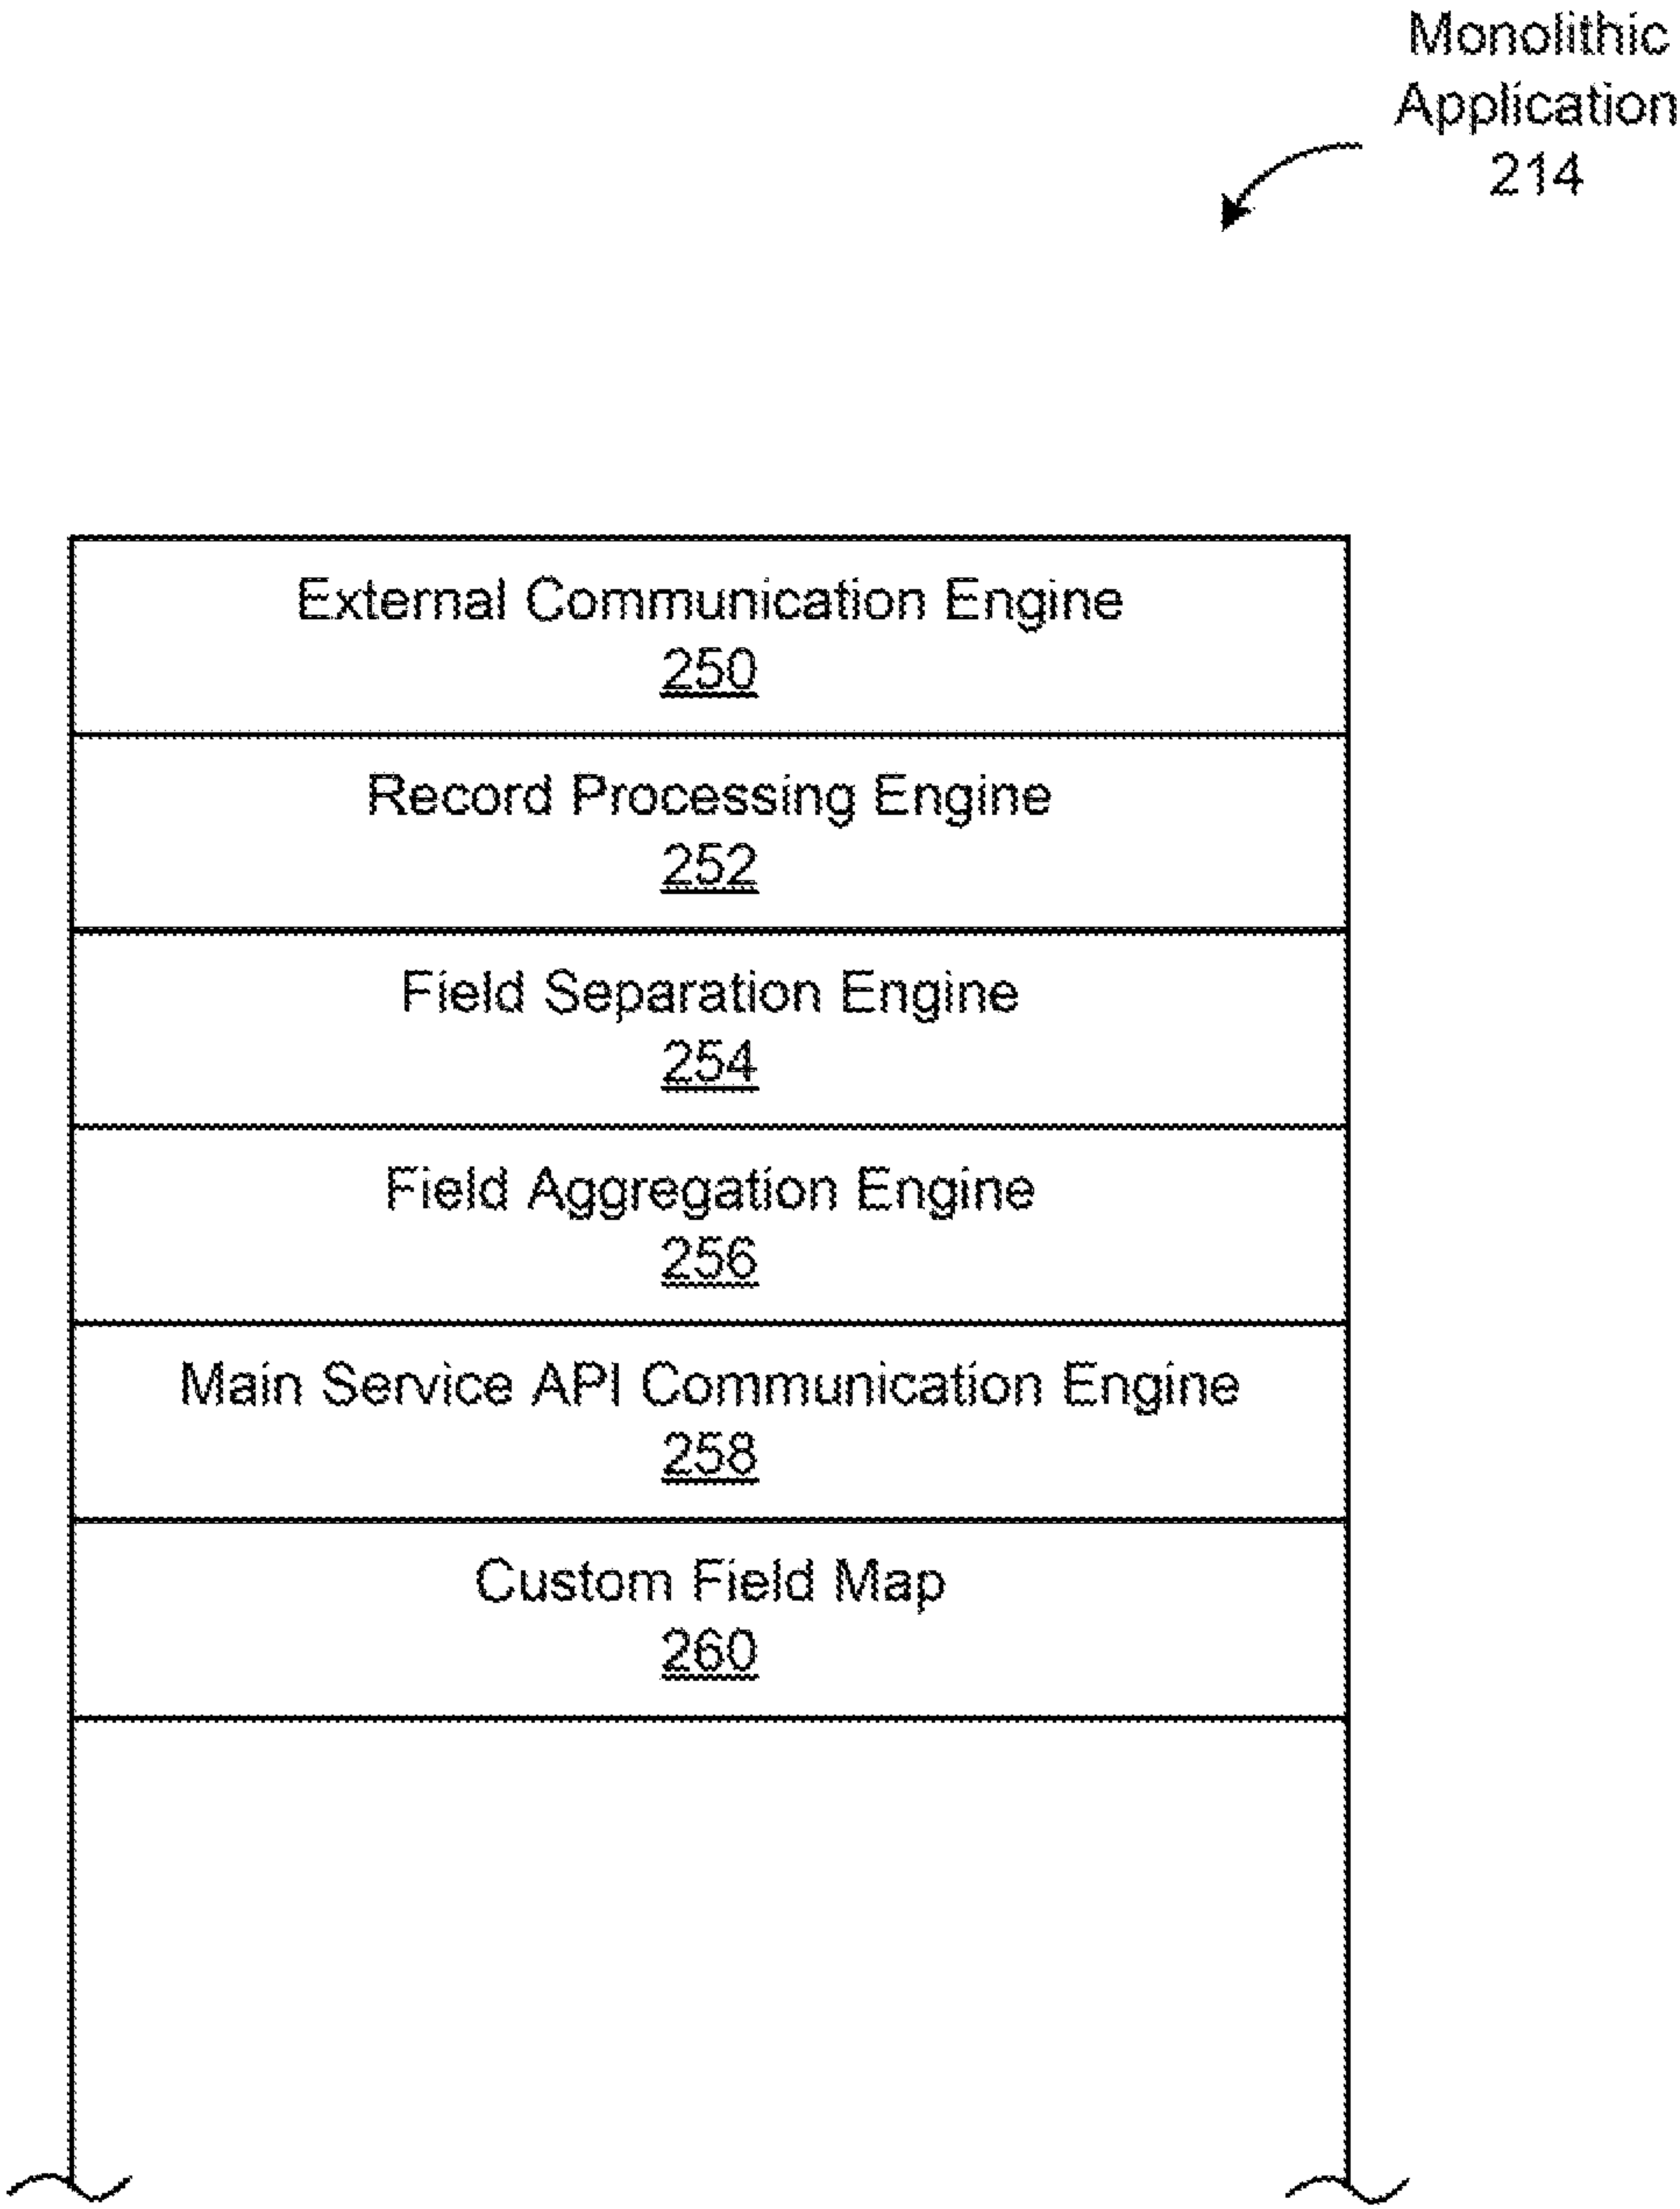 Monolithic
Application
214
External Communication Engine
250
Record Processing Engine
252
Field Separation Engine
254
Field Aggregation Engine
256
Main Service API Communication Engine
258
Custom Field Map
260